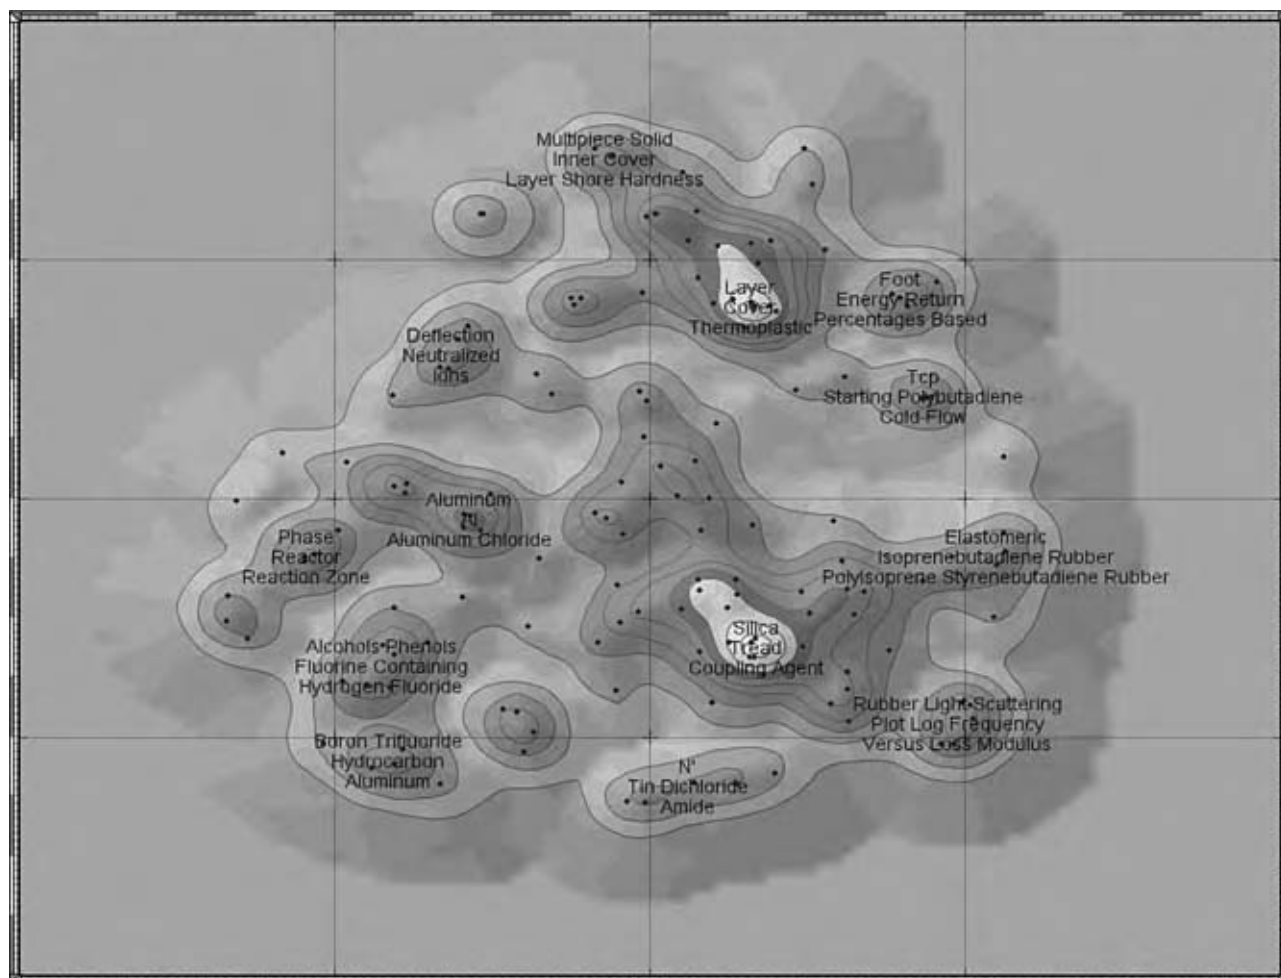 Multipiece Solid
Inner Cover
Layer Shore Hardness
Layer
Cover
Thermoplastic
Foot
Energy Return
Percentages Based
Deflection
Neutralized
Ions
Tcp
Starting Polybutadiene
Cold Flow
Aluminum
Aluminum Chloride
Phase
Reactor
Reaction Zone
Elastomeric
Isoprenebutadiene Rubber
Polyisoprene Styrenebutadiene Rubber
Silica
Tread
Coupling Agent
Alcohols Phenols
Fluorine Containing
Hydrogen Fluoride
Rubber Light Scattering
Plot Log Frequency
Versus Loss Modulus
Boron Trifluoride
Hydrocarbon
Aluminum
N'
Tin Dichloride
Amide